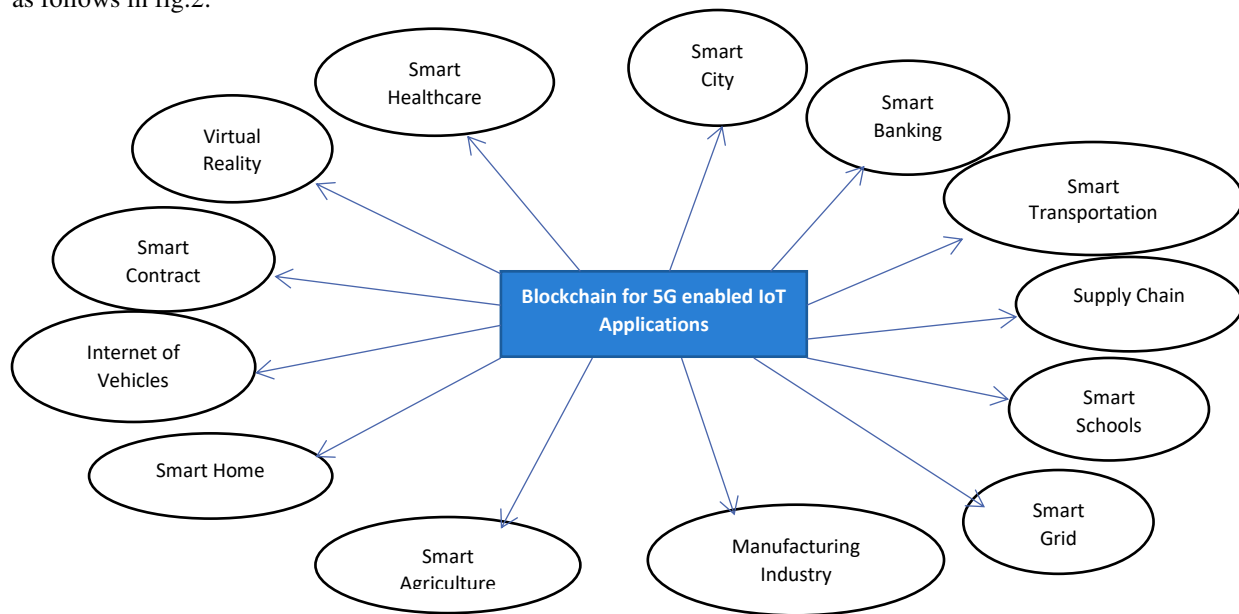 as follows in fig.2.
Smart
Healthcare
Smart
City
Smart
Banking
Virtual
Reality
Smart
Transportation
Smart
Contract
Blockchain for 5G enabled IoT
Applications
Supply Chain
Internet of
Vehicles
Smart
Schools
Smart Home
Smart
Grid
Smart
Agriculture
Manufacturing
Industry